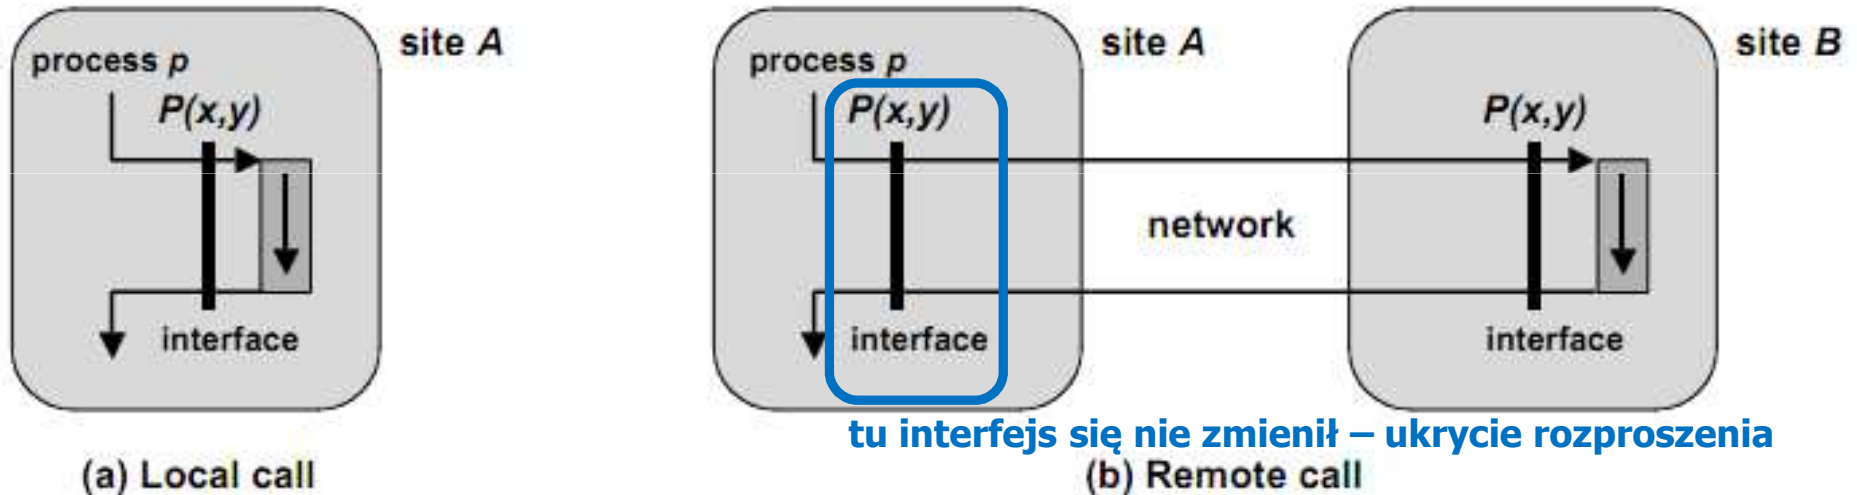 process p
P(x,y)
interface
site A
(a) Local call
process p
P(x,y)
interface
site A
network
P(x,y)
interface
site B
tu interfejs się nie zmienił – ukrycie rozproszenia
(b) Remote call